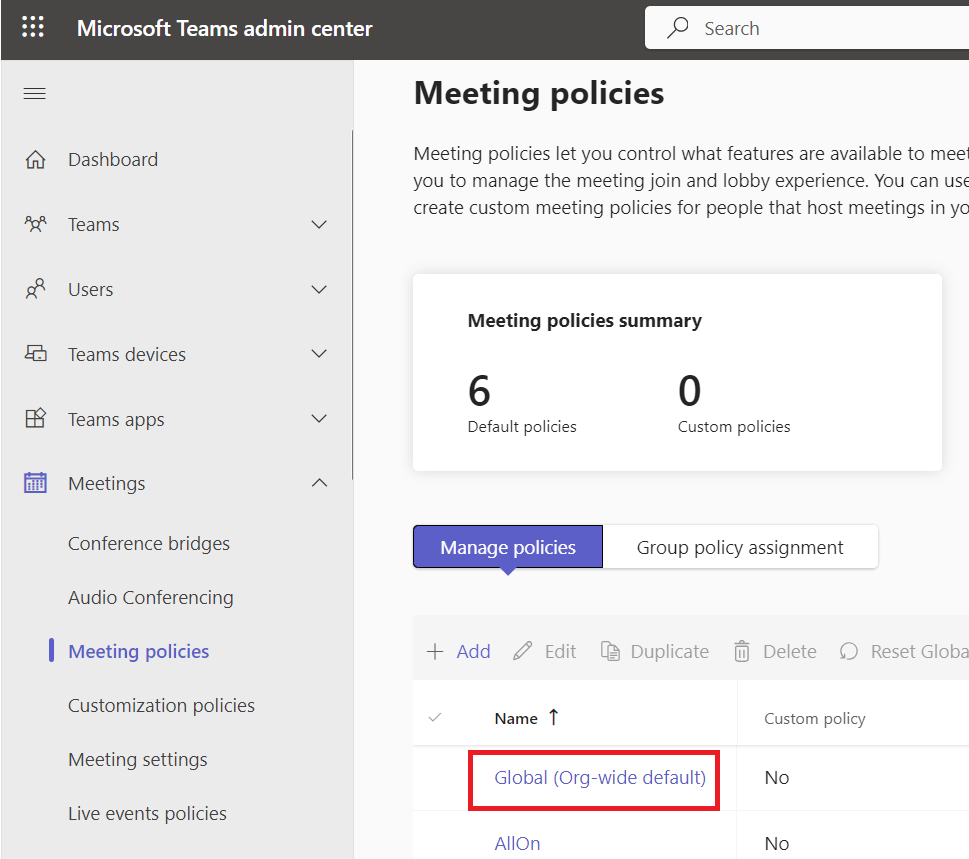 Microsoft Teams admin center
Search
Dashboard
Teams
Users
Teams devices
Teams apps
Meetings
Conference bridges
Audio Conferencing
Meeting policies
Customization policies
Meeting settings
Live events policies
Meeting policies
Meeting policies let you control what features are available to
you to manage the meeting join and lobby experience. You can use
create custom meeting policies for people that host meetings in
Meeting policies summary
6
Default policies
0
Custom policies
Manage policies
Group policy assignment
Add
Edit
Duplicate
Delete
Reset
Name ↑
Custom policy
Global (Org-wide default)
No
AllOn
No